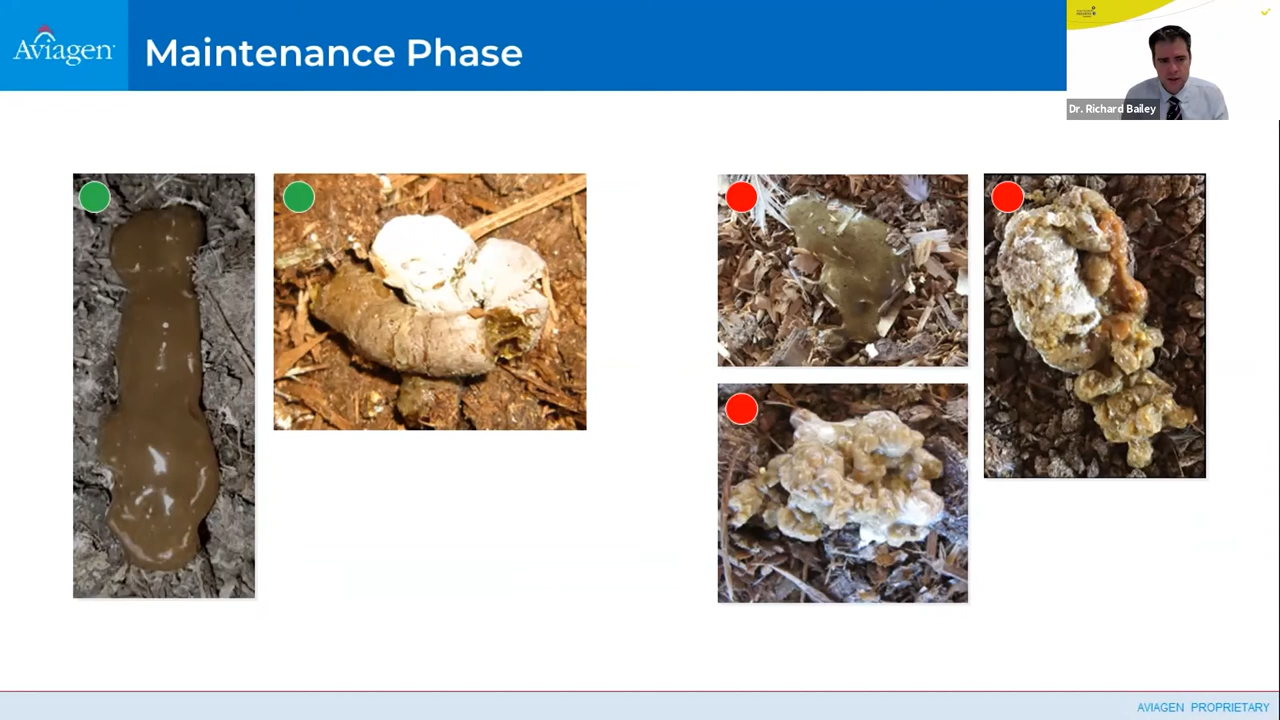 Aviagen
Maintenance Phase
Dr. Richard Bailey
AVIAGEN PROPRIETARY